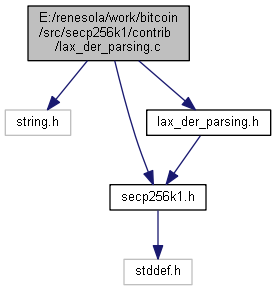 E:/renesola/work/bitcoin
/src/secp256k1/contrib
/lax_der_parsing.c
string.h
lax_der_parsing.h
secp256k1.h
stddef.h